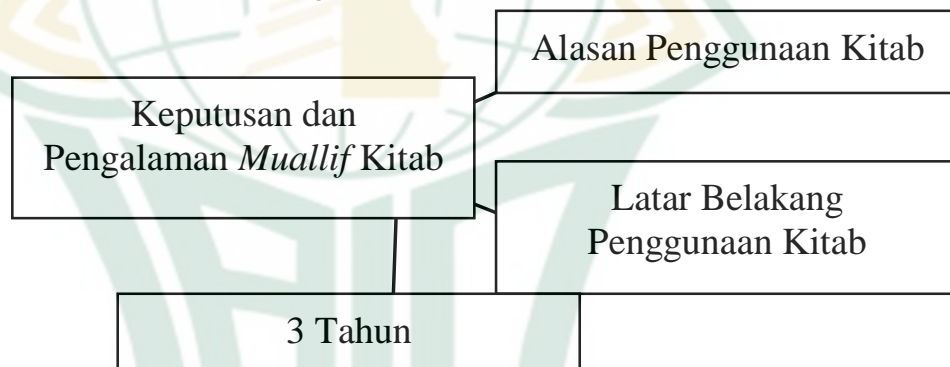 Alasan Penggunaan Kitab
Keputusan dan
Pengalaman Muallif Kitab
Latar Belakang
Penggunaan Kitab
3 Tahun